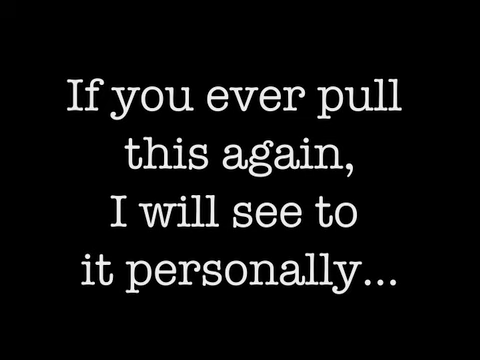 If you ever pull
this again,
I will see to
it personally...